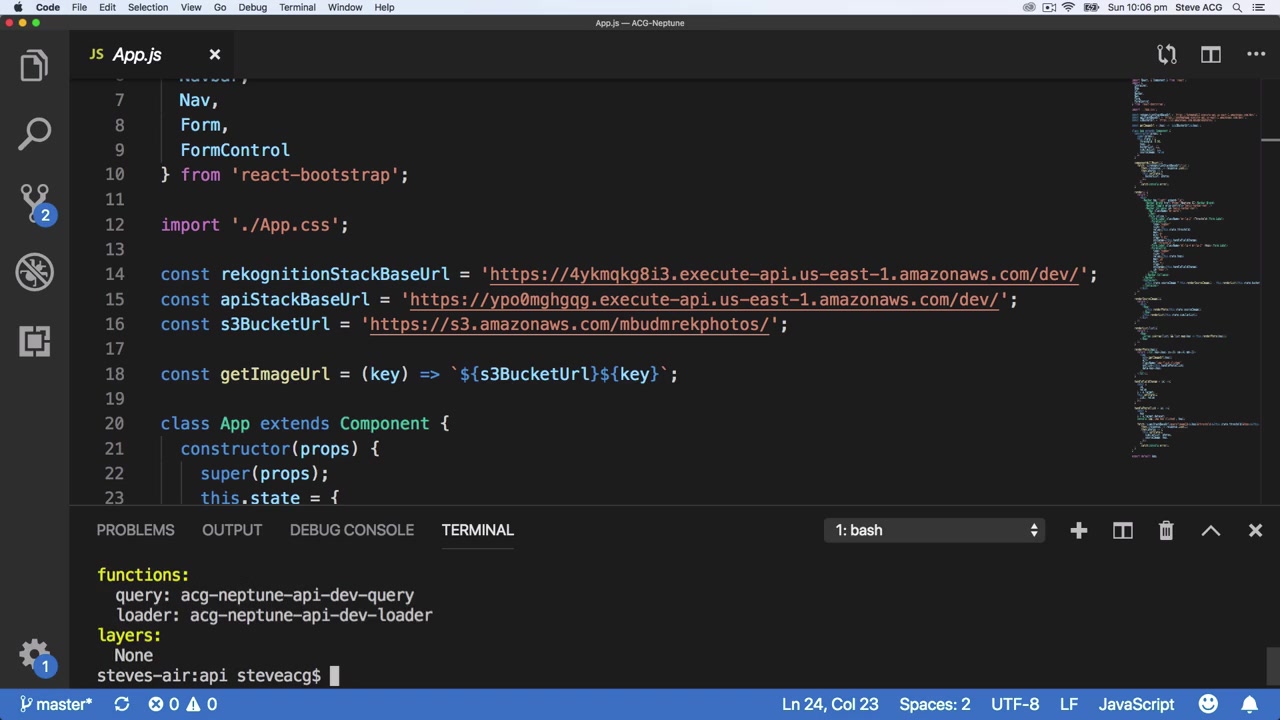 Code File Edit Selection View Go Debug Terminal Window Help Sun 10:06 pm Steve ACG
App.js — ACG-Neptune
JS App.js
Navbar,
7 Nav,
8 Form,
9 FormControl
10 } from 'react-bootstrap';
11
12 import './App.css';
13
14 const rekognitionStackBaseUrl = 'https://4ykmqkg8i3.execute-api.us-east-1.amazonaws.com/dev/';
15 const apiStackBaseUrl = 'https://ypo0mghgqg.execute-api.us-east-1.amazonaws.com/dev/';
16 const s3BucketUrl = 'https://s3.amazonaws.com/mbudmrekphotos/';
17
18 const getImageUrl = (key) => `${s3BucketUrl}${key}`;
19
20 class App extends Component {
21 constructor(props) {
22 super(props);
23 this.state = {
2
PROBLEMS OUTPUT DEBUG CONSOLE TERMINAL 1: bash
functions:
query: acg-neptune-api-dev-query
loader: acg-neptune-api-dev-loader
layers:
None
steves-air:api steveacg$
1
master* 0 0 Ln 24, Col 23 Spaces: 2 UTF-8 LF JavaScript